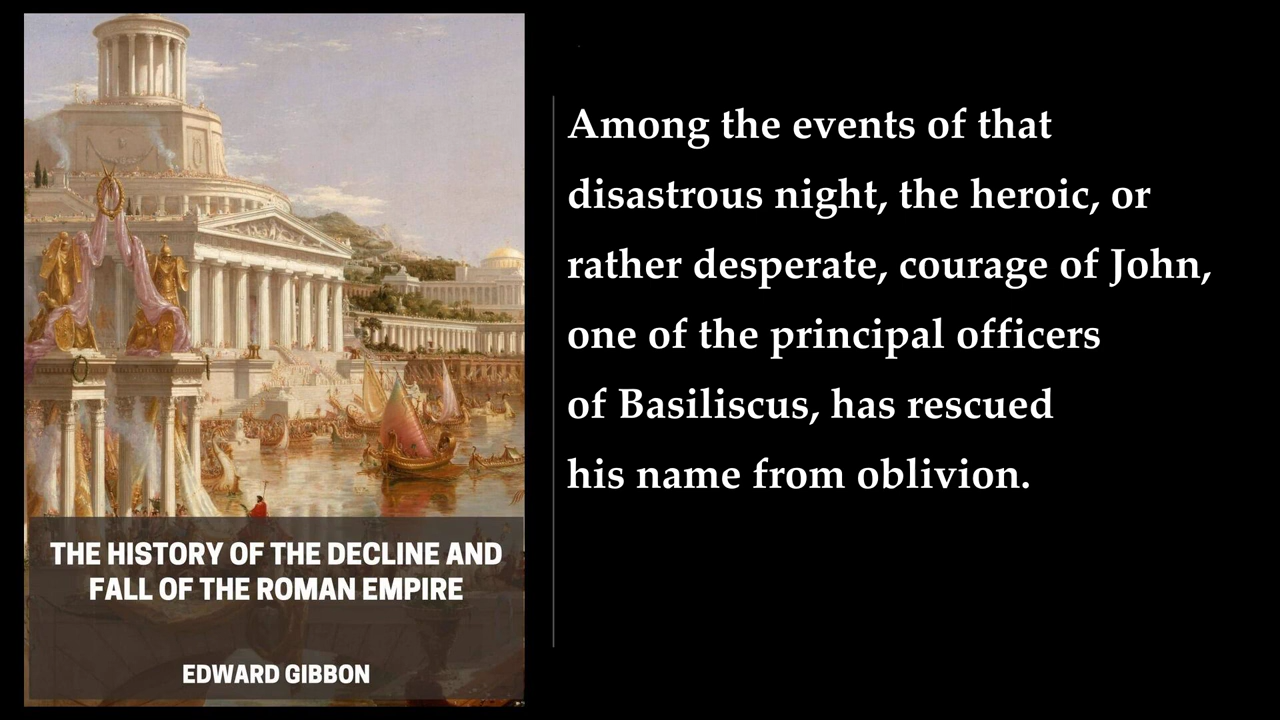 Among the events of that
disastrous night, the heroic, or
rather desperate, courage of John,
one of the principal officers
of Basiliscus, has rescued
his name from oblivion.
THE HISTORY OF THE DECLINE AND
FALL OF THE ROMAN EMPIRE
EDWARD GIBBON